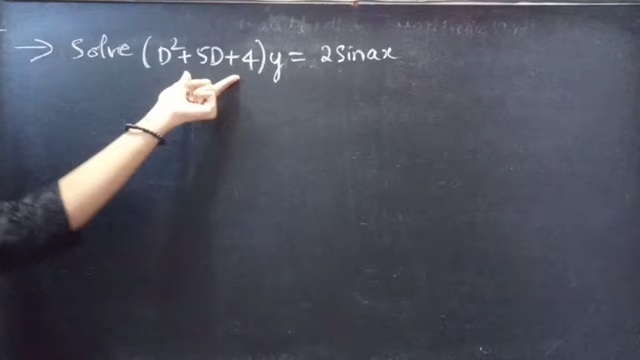 → Solve (D²+5D+4)y = 2Sinax